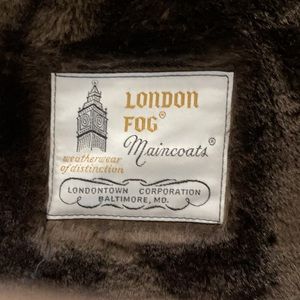 LONDON
FOG®
Maincoats®
weatherwear
of distinction
LONDONTOWN CORPORATION
BALTIMORE, MD.